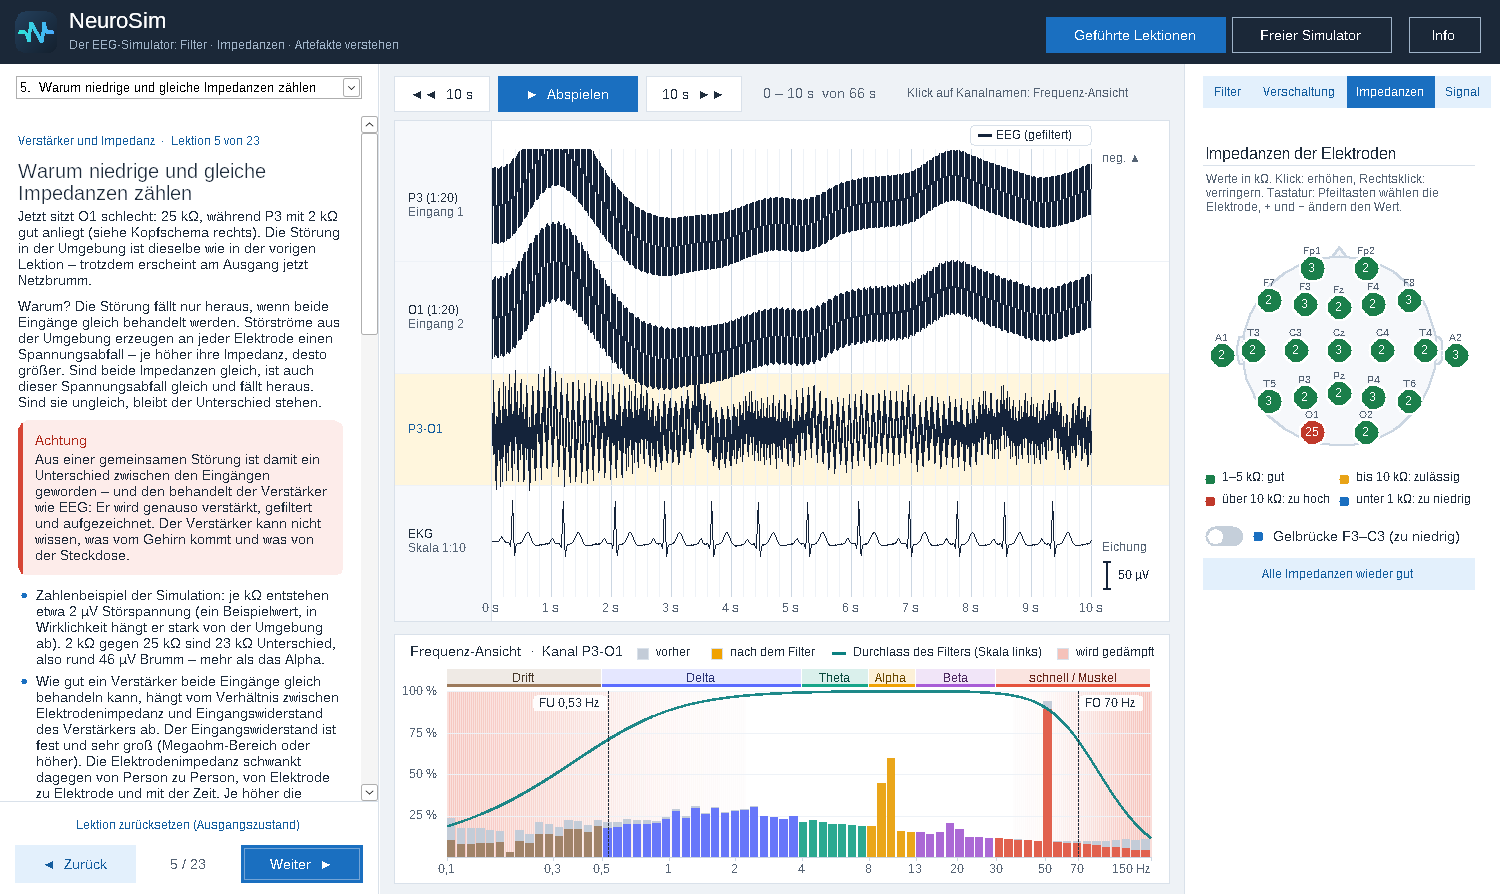 NeuroSim
Der EEG-Simulator: Filter · Impedanzen · Artefakte verstehen
Geführte Lektionen
Freier Simulator
Info
5. Warum niedrige und gleiche Impedanzen zählen
Verstärker und Impedanz · Lektion 5 von 23
Warum niedrige und gleiche
Impedanzen zählen
Jetzt sitzt O1 schlecht: 25 kΩ, während P3 mit 2 kΩ
gut anliegt (siehe Kopfschema rechts). Die Störung
in der Umgebung ist dieselbe wie in der vorigen
Lektion – trotzdem erscheint am Ausgang jetzt
Netzbrumm.
Warum? Die Störung fällt nur heraus, wenn beide
Eingänge gleich behandelt werden. Störströme aus
der Umgebung erzeugen an jeder Elektrode einen
Spannungsabfall – je höher ihre Impedanz, desto
größer. Sind beide Impedanzen gleich, ist auch
dieser Spannungsabfall gleich und fällt heraus.
Sind sie ungleich, bleibt der Unterschied stehen.
Achtung
Aus einer gemeinsamen Störung ist damit ein
Unterschied zwischen den Eingängen
geworden – und den behandelt der Verstärker
wie EEG: Er wird genauso verstärkt, gefiltert
und aufgezeichnet. Der Verstärker kann nicht
wissen, was vom Gehirn kommt und was von
der Steckdose.
• Zahlenbeispiel der Simulation: je kΩ entstehen
etwa 2 µV Störspannung (ein Beispielwert, in
Wirklichkeit hängt er stark von der Umgebung
ab). 2 kΩ gegen 25 kΩ sind 23 kΩ Unterschied,
also rund 46 µV Brumm – mehr als das Alpha.
• Wie gut ein Verstärker beide Eingänge gleich
behandeln kann, hängt vom Verhältnis zwischen
Elektrodenimpedanz und Eingangswiderstand
des Verstärkers ab. Der Eingangswiderstand ist
fest und sehr groß (Megaohm-Bereich oder
höher). Die Elektrodenimpedanz schwankt
dagegen von Person zu Person, von Elektrode
zu Elektrode und mit der Zeit. Je höher die
Lektion zurücksetzen (Ausgangszustand)
◄ Zurück
5 / 23
Weiter ►
◄◄ 10 s
► Abspielen
10 s ►►
0 – 10 s von 66 s
Klick auf Kanalnamen: Frequenz-Ansicht
EEG (gefiltert)
neg. ▲
P3 (1:20)
Eingang 1
O1 (1:20)
Eingang 2
P3-O1
EKG
Skala 1:10
Eichung
50 µV
0 s 1 s 2 s 3 s 4 s 5 s 6 s 7 s 8 s 9 s 10 s
Frequenz-Ansicht · Kanal P3-O1
vorher
nach dem Filter
Durchlass des Filters (Skala links)
wird gedämpft
Drift Delta Theta Alpha Beta schnell / Muskel
100 %
FU 0,53 Hz
FO 70 Hz
75 %
50 %
25 %
0,1 0,3 0,5 1 2 4 8 13 20 30 50 70 150 Hz
Filter
Verschaltung
Impedanzen
Signal
Impedanzen der Elektroden
Werte in kΩ. Klick: erhöhen, Rechtsklick:
verringern. Tastatur: Pfeiltasten wählen die
Elektrode, + und − ändern den Wert.
Fp1 Fp2
3 2
F7 F3 Fz F4 F8
2 3 2 2 3
A1 T3 C3 Cz C4 T4 A2
2 2 2 3 2 2 3
T5 P3 Pz P4 T6
3 2 2 3 2
O1 O2
25 2
1–5 kΩ: gut
bis 10 kΩ: zulässig
über 10 kΩ: zu hoch
unter 1 kΩ: zu niedrig
Gelbrücke F3–C3 (zu niedrig)
Alle Impedanzen wieder gut